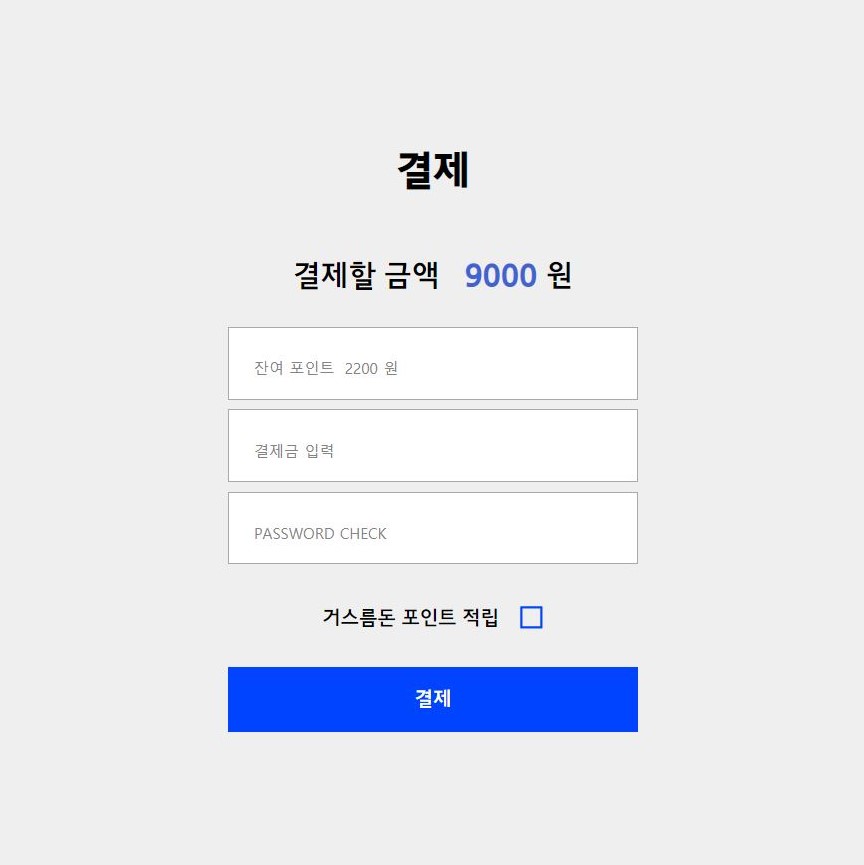 결제
결제할 금액 9000 원
잔여 포인트 2200 원
결제금 입력
PASSWORD CHECK
거스름돈 포인트 적립
결제